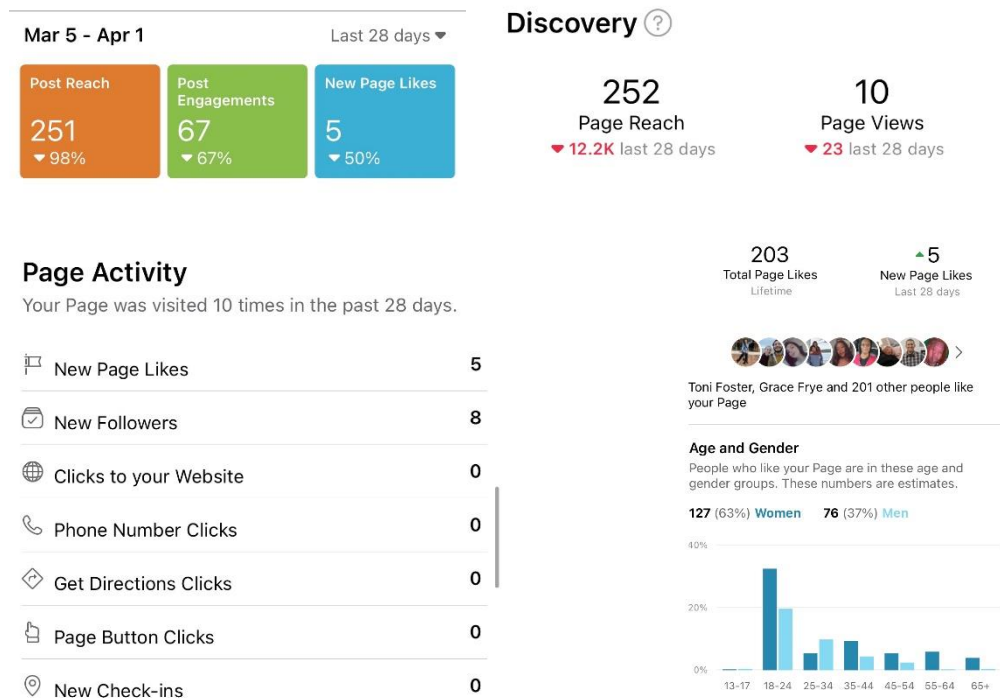 Mar 5 - Apr 1
Last 28 days
Post Reach
251
98%
Post
Engagements
67
67%
New Page Likes
5
50%
Page Activity
Your Page was visited 10 times in the past 28 days.
New Page Likes 5
New Followers 8
Clicks to your Website 0
Phone Number Clicks 0
Get Directions Clicks 0
Page Button Clicks 0
New Check-ins 0
Discovery ?
252
Page Reach
12.2K last 28 days
10
Page Views
23 last 28 days
203
Total Page Likes
Lifetime
5
New Page Likes
Last 28 days
Toni Foster, Grace Frye and 201 other people like
your Page
Age and Gender
People who like your Page are in these age and
gender groups. These numbers are estimates.
127 (63%) Women 76 (37%) Men
40%
20%
0%
13-17 18-24 25-34 35-44 45-54 55-64 65+